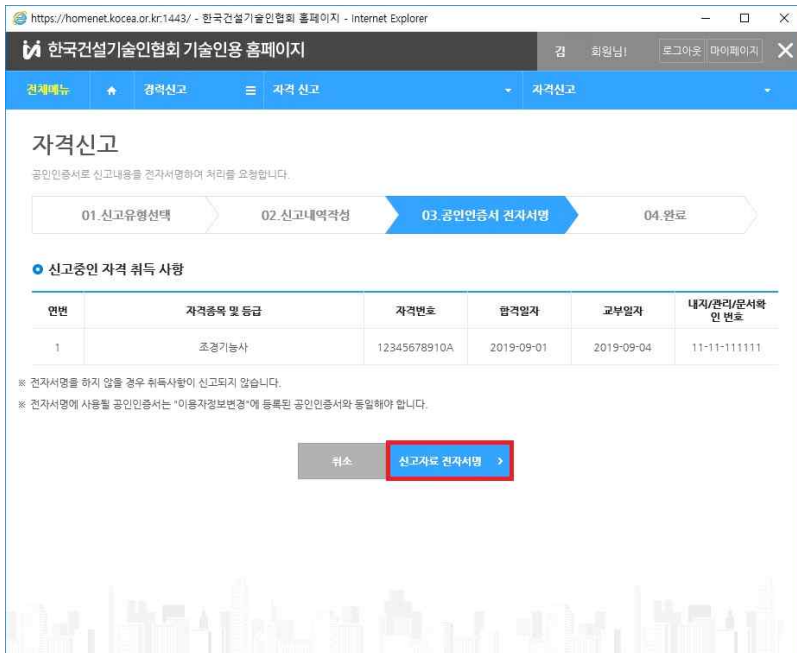 https://homenet.kocea.or.kr:1443/ - 한국건설기술인협회 홈페이지 - Internet Explorer
한국건설기술인협회 기술인용 홈페이지 김 회원님! 로그아웃 마이페이지
전체메뉴 경력신고 자격 신고 자격신고
자격신고
공인인증서로 신고내용을 전자서명하여 처리를 요청합니다.
01.신고유형선택 02.신고내역작성 03.공인인증서 전자서명 04.완료
신고중인 자격 취득 사항
연번 자격종목 및 등급 자격번호 합격일자 교부일자 내지/관리/문서확
인 번호
1 조경기능사 12345678910A 2019-09-01 2019-09-04 11-11-111111
※ 전자서명을 하지 않을 경우 취득사항이 신고되지 않습니다.
※ 전자서명에 사용될 공인인증서는 "이용자정보변경"에 등록된 공인인증서와 동일해야 합니다.
취소 신고자료 전자서명 >